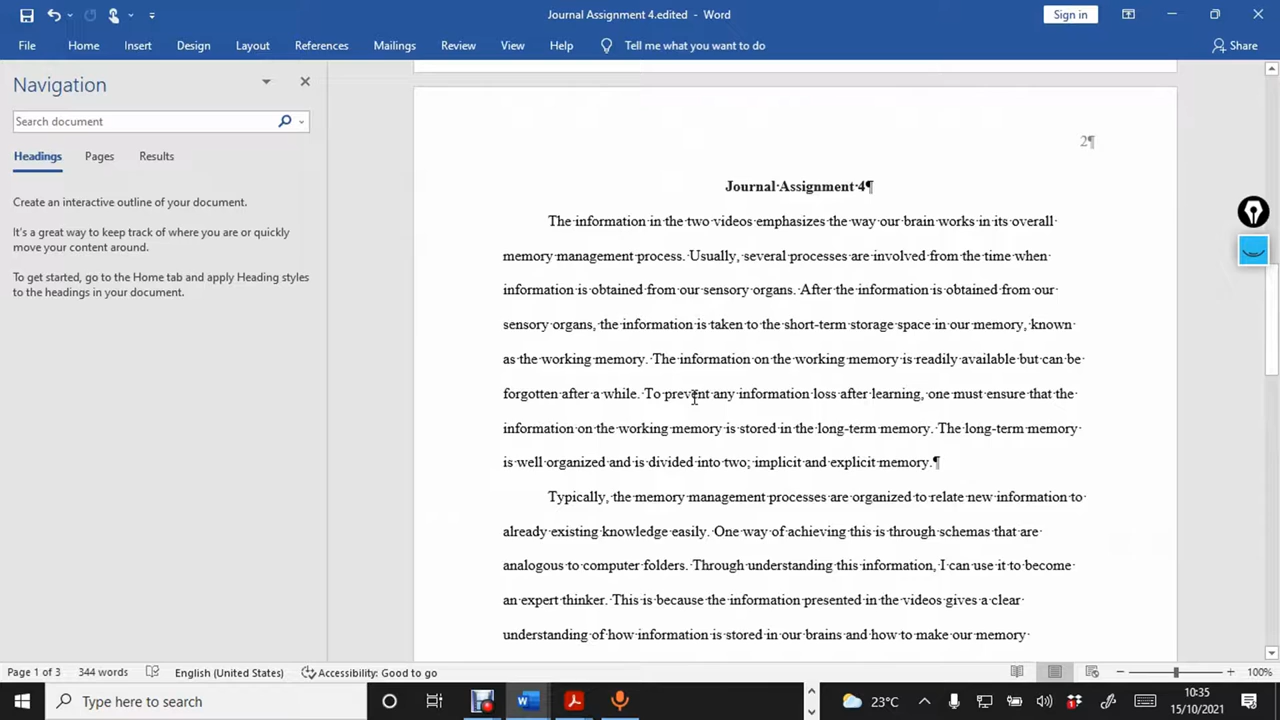 Journal Assignment 4.edited - Word
Sign in
File Home Insert Design Layout References Mailings Review View Help Tell me what you want to do Share
Navigation
Search document
Headings Pages Results
Create an interactive outline of your document.
It's a great way to keep track of where you are or quickly
move your content around.
To get started, go to the Home tab and apply Heading styles
to the headings in your document.
2¶
Journal·Assignment·4¶
The information in the two videos emphasizes the way our brain works in its overall
memory management process. Usually, several processes are involved from the time when
information is obtained from our sensory organs. After the information is obtained from our
sensory organs, the information is taken to the short-term storage space in our memory, known
as the working memory. The information on the working memory is readily available but can be
forgotten after a while. To prevent any information loss after learning, one must ensure that the
information on the working memory is stored in the long-term memory. The long-term memory
is well organized and is divided into two; implicit and explicit memory.¶
Typically, the memory management processes are organized to relate new information to
already existing knowledge easily. One way of achieving this is through schemas that are
analogous to computer folders. Through understanding this information, I can use it to become
an expert thinker. This is because the information presented in the videos gives a clear
understanding of how information is stored in our brains and how to make our memory
Page 1 of 3 344 words English (United States) Accessibility: Good to go 100%
Type here to search
23°C
10:35
15/10/2021